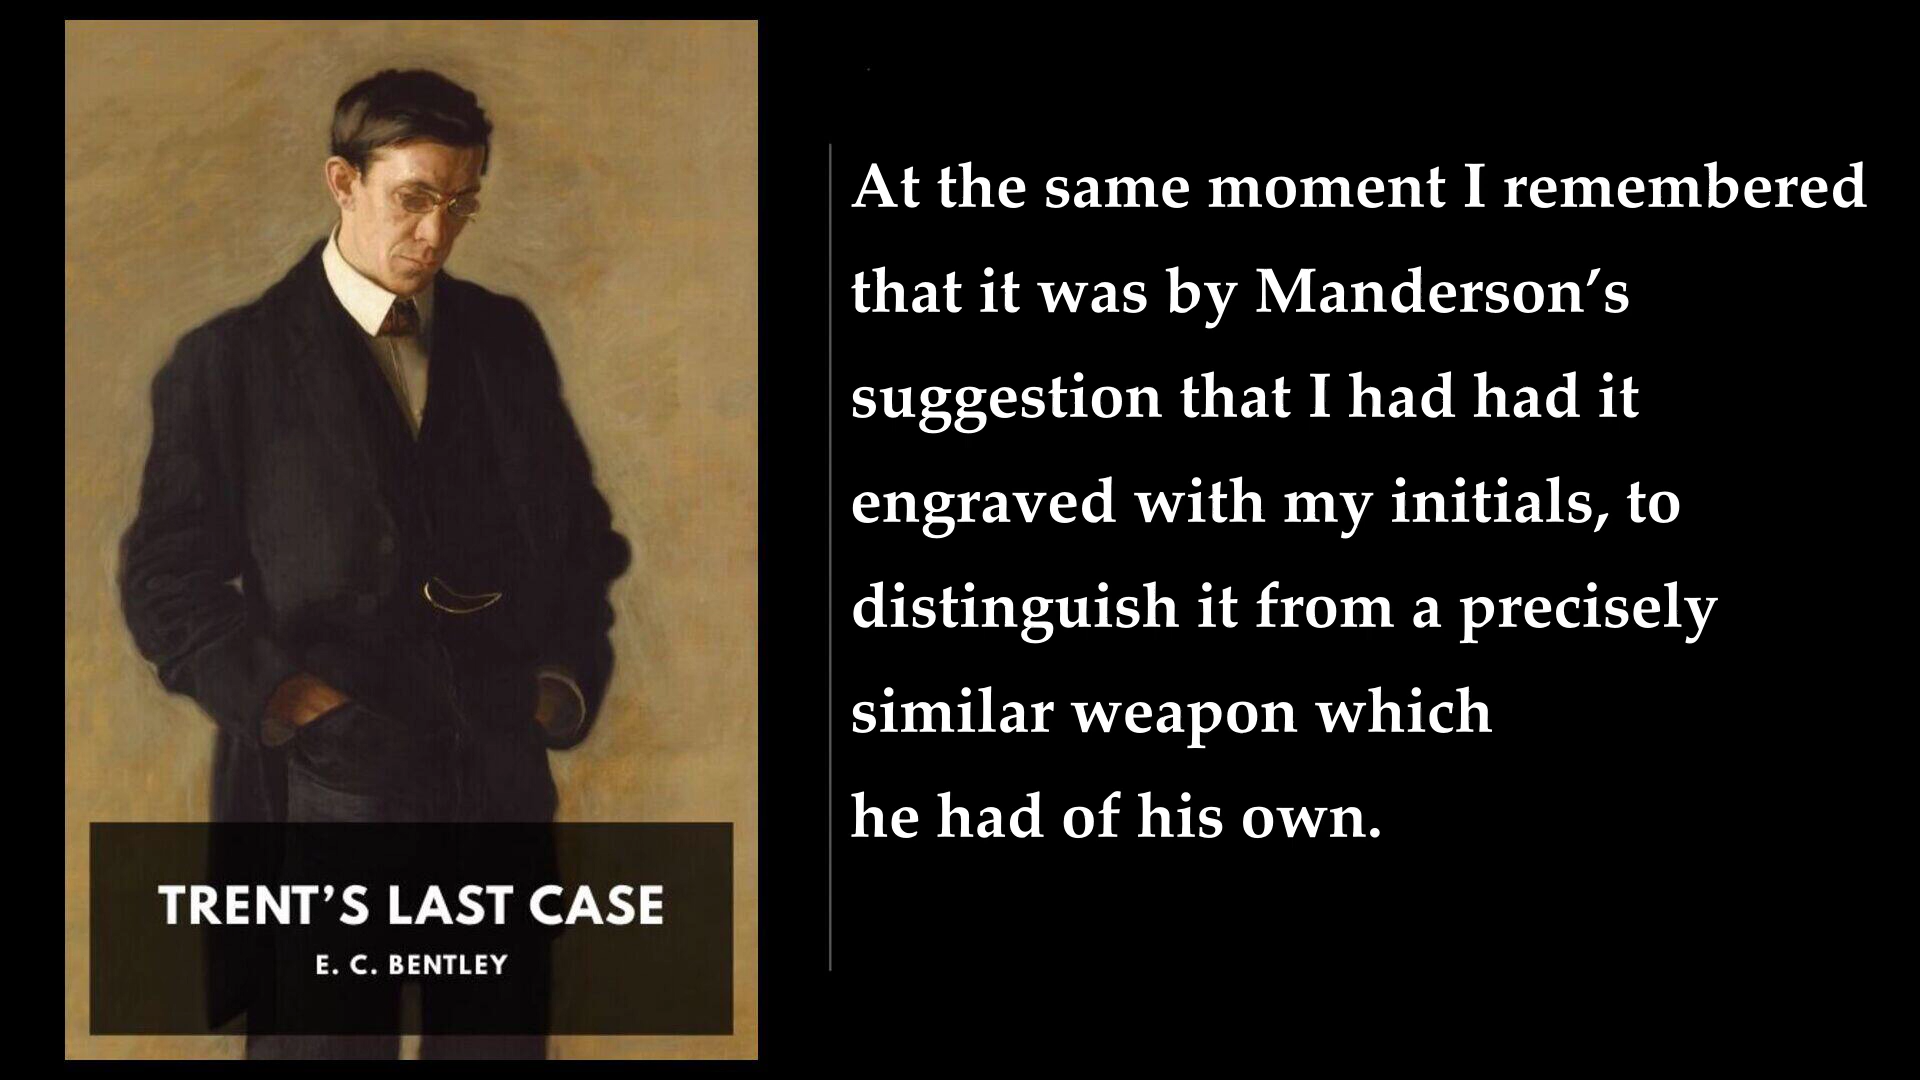 At the same moment I remembered
that it was by Manderson’s
suggestion that I had had it
engraved with my initials, to
distinguish it from a precisely
similar weapon which
he had of his own.
TRENT’S LAST CASE
E. C. BENTLEY